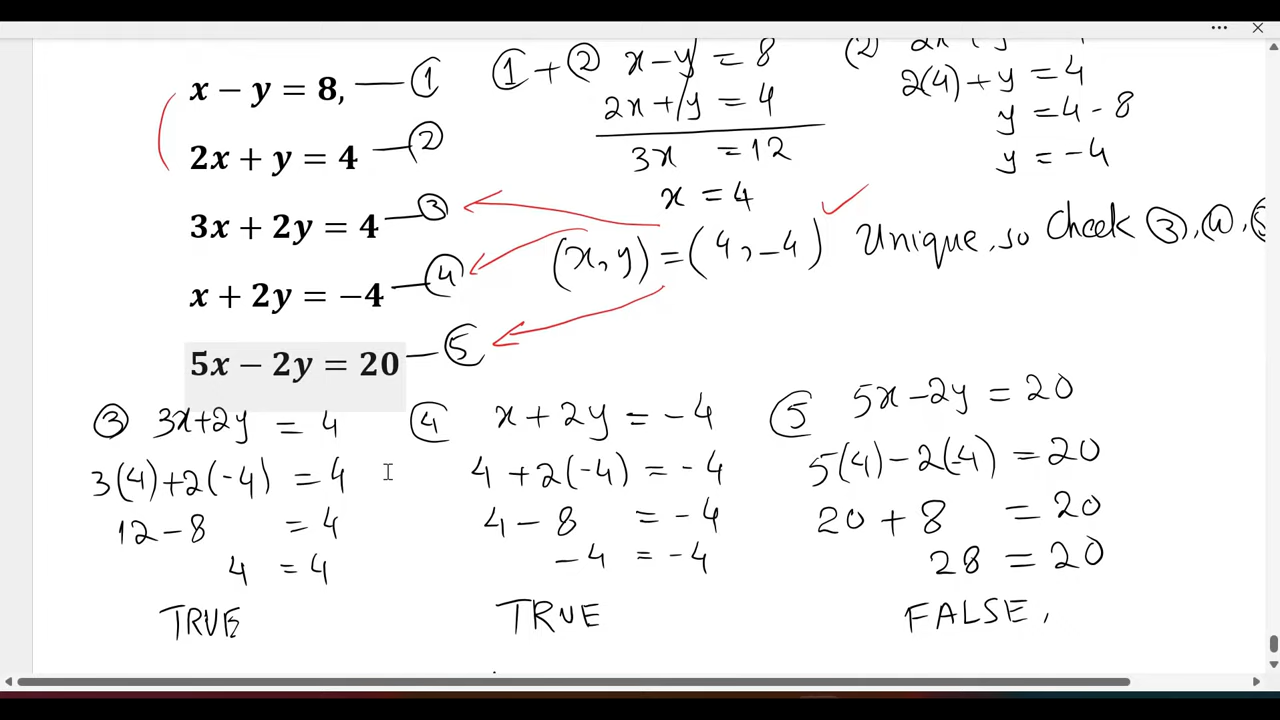 x − y = 8, — ①
2x + y = 4 — ②
3x + 2y = 4 — ③
x + 2y = −4 — ④
5x − 2y = 20 — ⑤
① + ② x − y = 8
2x + y = 4
3x = 12
x = 4
(x, y) = (4, −4) ✓ Unique, so Check ③, ④, ⑤
(2)
2(4) + y = 4
y = 4 − 8
y = −4
③ 3x + 2y = 4
3(4) + 2(−4) = 4
12 − 8 = 4
4 = 4
TRUE
④ x + 2y = −4
4 + 2(−4) = −4
4 − 8 = −4
−4 = −4
TRUE
⑤ 5x − 2y = 20
5(4) − 2(−4) = 20
20 + 8 = 20
28 = 20
FALSE,